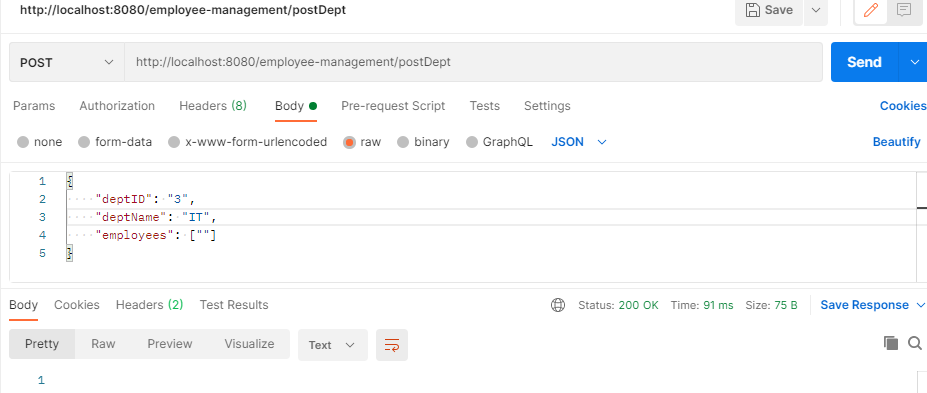 http://localhost:8080/employee-management/postDept
Save
POST
http://localhost:8080/employee-management/postDept
Send
Params Authorization Headers (8) Body Pre-request Script Tests Settings Cookies
none form-data x-www-form-urlencoded raw binary GraphQL JSON Beautify
1 {
2 "deptID": "3",
3 "deptName": "IT",
4 "employees": [""]
5 }
Body Cookies Headers (2) Test Results Status: 200 OK Time: 91 ms Size: 75 B Save Response
Pretty Raw Preview Visualize Text
1